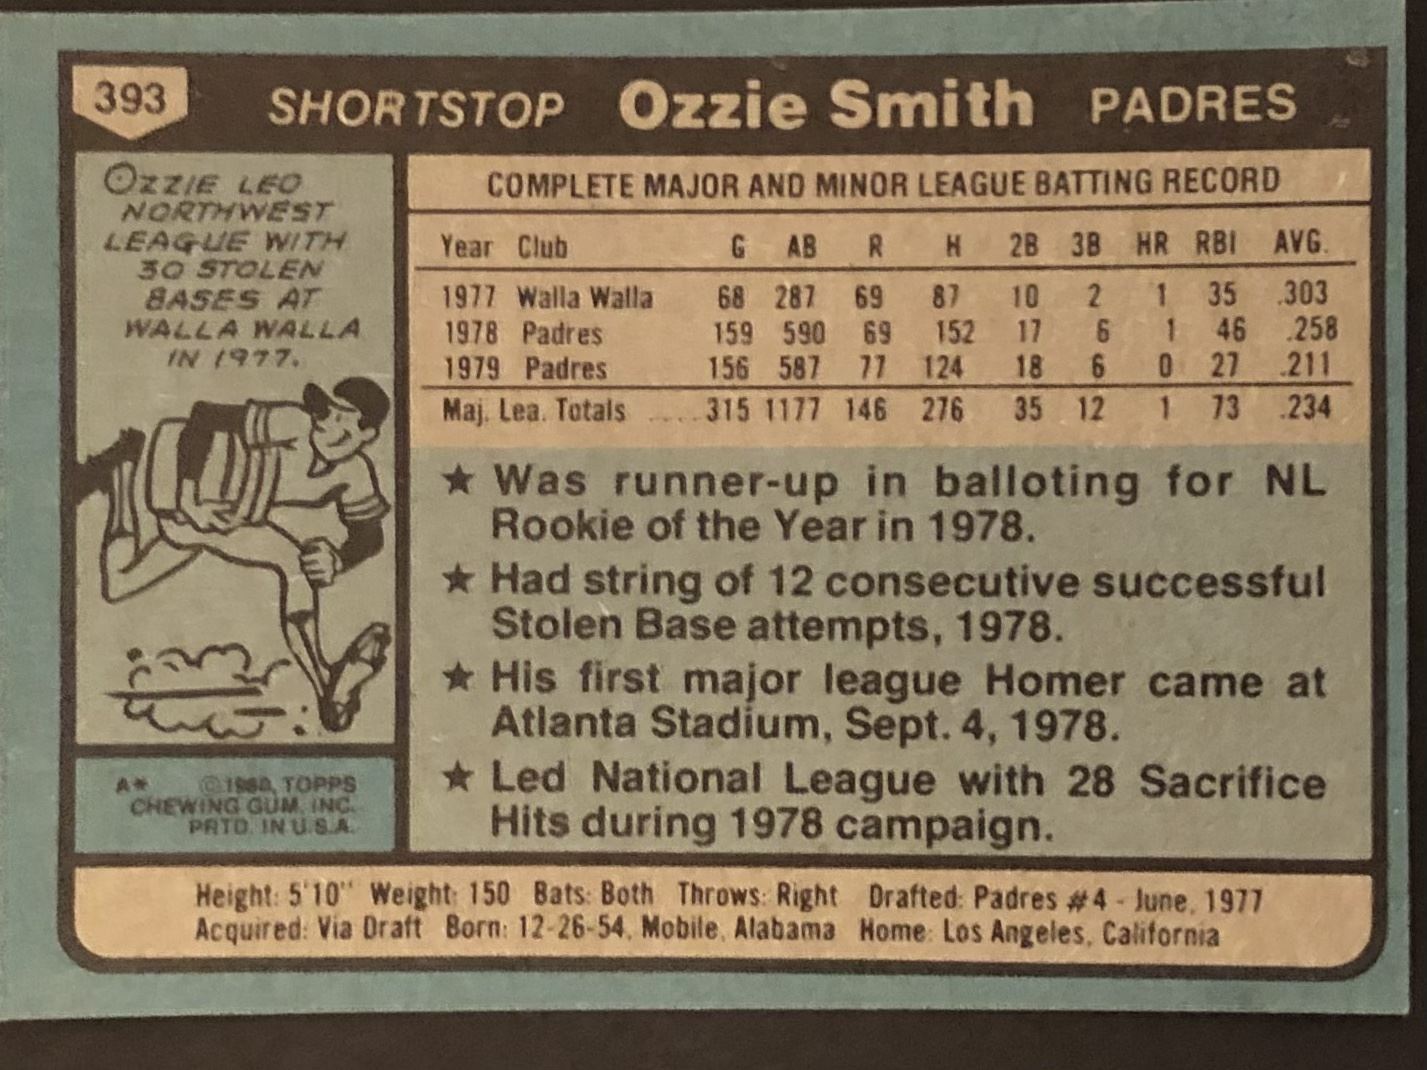 393 SHORTSTOP Ozzie Smith PADRES
OZZIE LED
NORTHWEST
LEAGUE WITH
30 STOLEN
BASES AT
WALLA WALLA
IN 1977.
COMPLETE MAJOR AND MINOR LEAGUE BATTING RECORD
Year Club G AB R H 2B 3B HR RBI AVG.
1977 Walla Walla 68 287 69 87 10 2 1 35 .303
1978 Padres 159 590 69 152 17 6 1 46 .258
1979 Padres 156 587 77 124 18 6 0 27 .211
Maj. Lea. Totals .... 315 1177 146 276 35 12 1 73 .234
★ Was runner-up in balloting for NL
Rookie of the Year in 1978.
★ Had string of 12 consecutive successful
Stolen Base attempts, 1978.
★ His first major league Homer came at
Atlanta Stadium, Sept. 4, 1978.
★ Led National League with 28 Sacrifice
Hits during 1978 campaign.
A* ©1980, TOPPS
CHEWING GUM, INC.
PRTD. IN U.S.A.
Height: 5'10" Weight: 150 Bats: Both Throws: Right Drafted: Padres #4 - June, 1977
Acquired: Via Draft Born: 12-26-54, Mobile, Alabama Home: Los Angeles, California